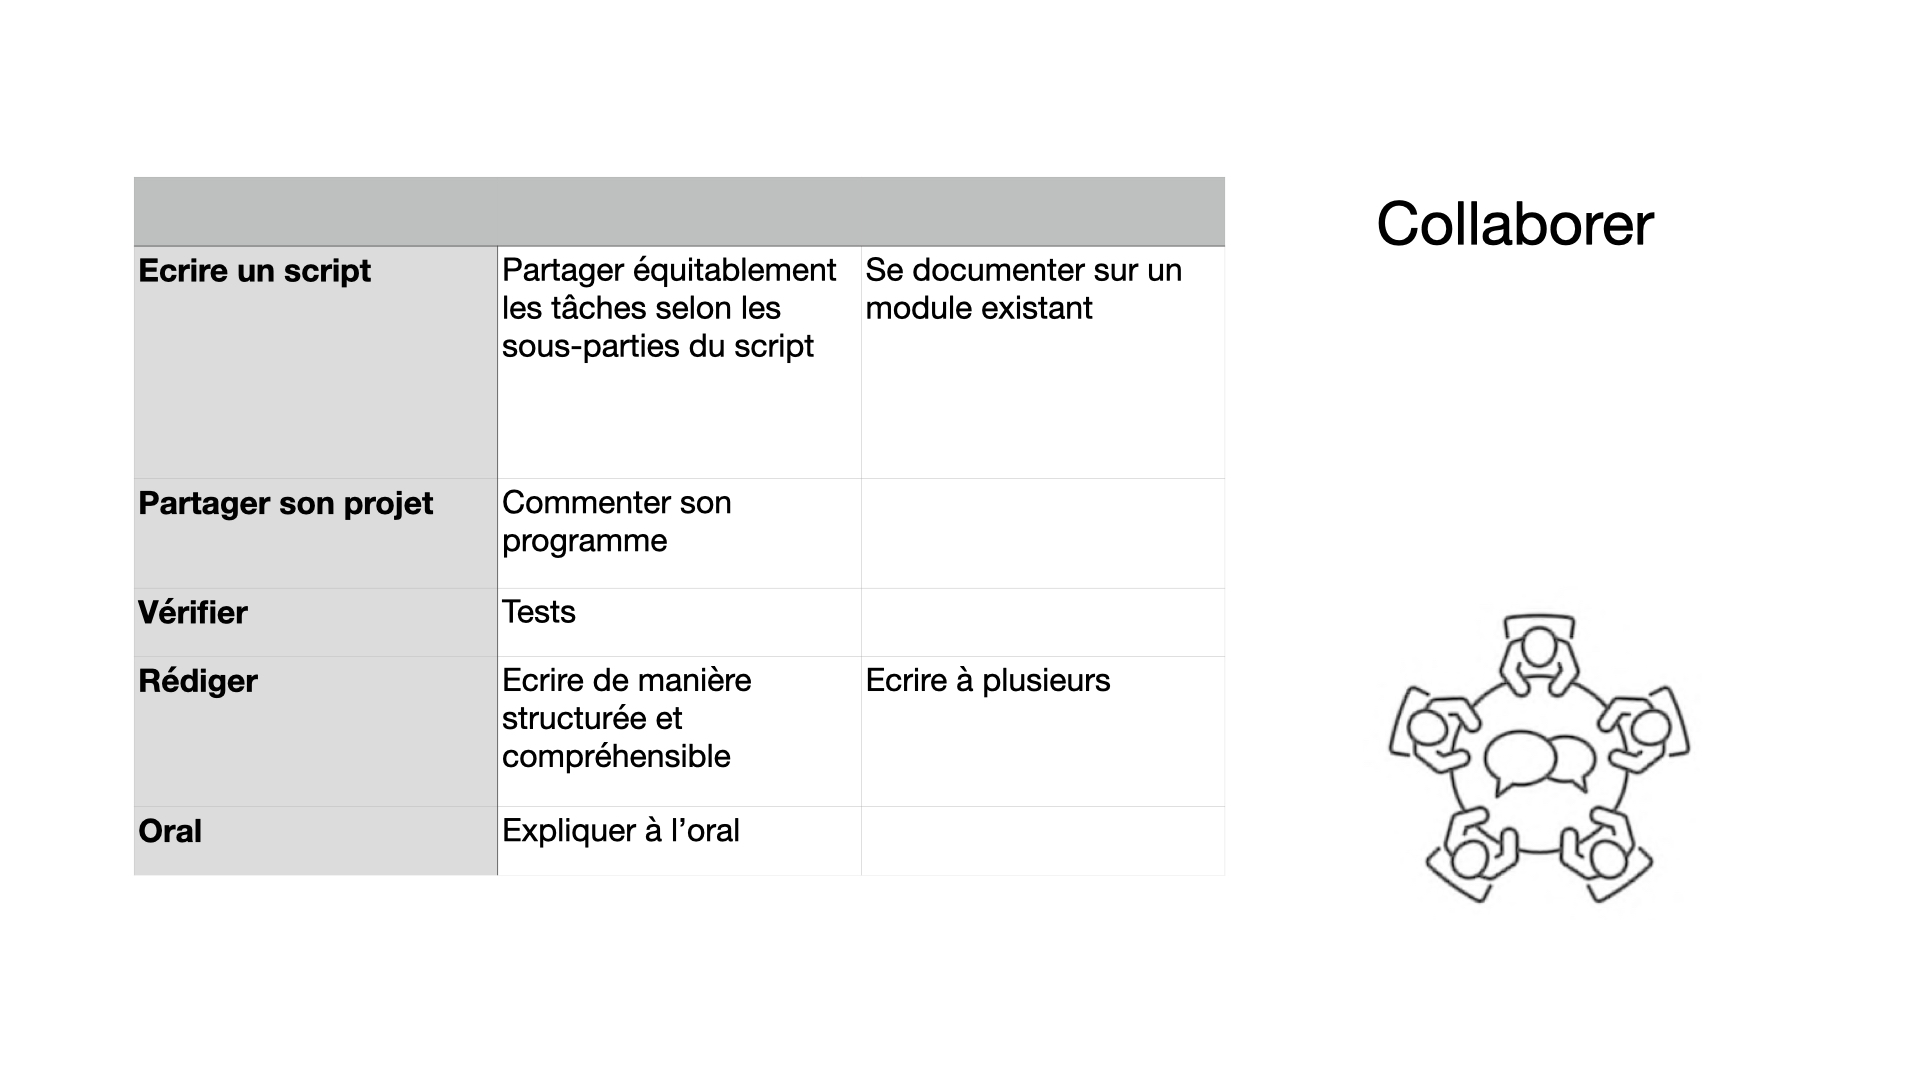 Collaborer
Ecrire un script
Partager équitablement
les tâches selon les
sous-parties du script
Se documenter sur un
module existant
Partager son projet
Commenter son
programme
Vérifier
Tests
Rédiger
Ecrire de manière
structurée et
compréhensible
Ecrire à plusieurs
Oral
Expliquer à l’oral